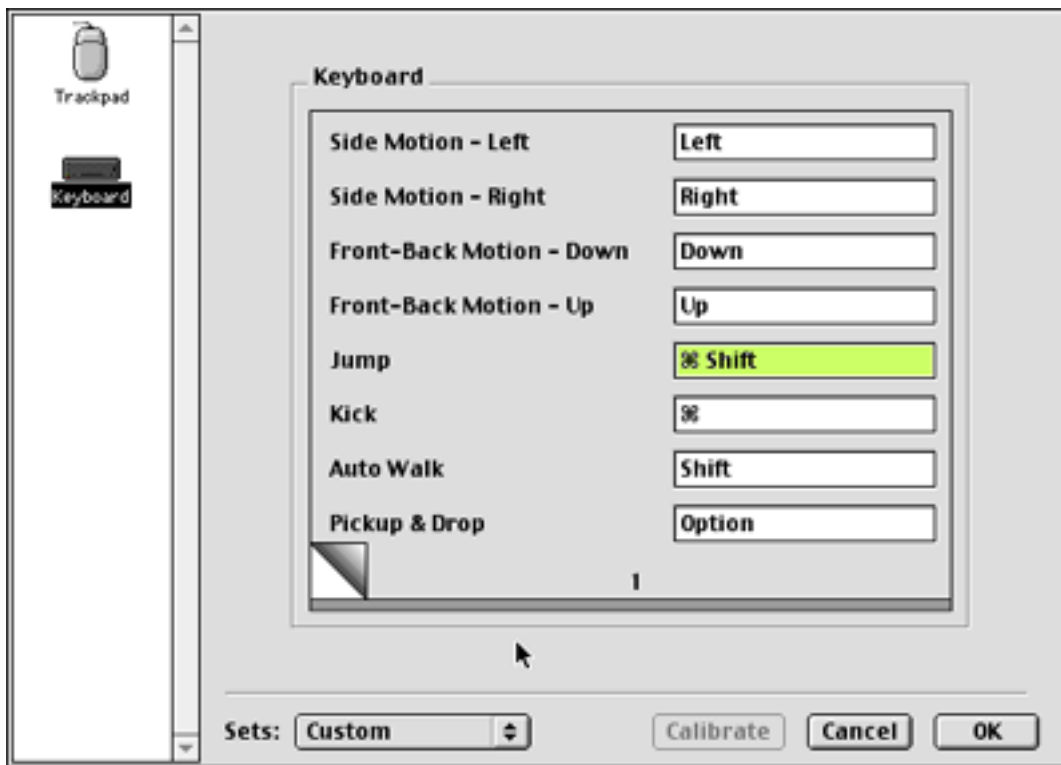 Trackpad
Keyboard
Keyboard
Side Motion - Left Left
Side Motion - Right Right
Front-Back Motion - Down Down
Front-Back Motion - Up Up
Jump ⌘ Shift
Kick ⌘
Auto Walk Shift
Pickup & Drop Option
1
Sets: Custom Calibrate Cancel OK